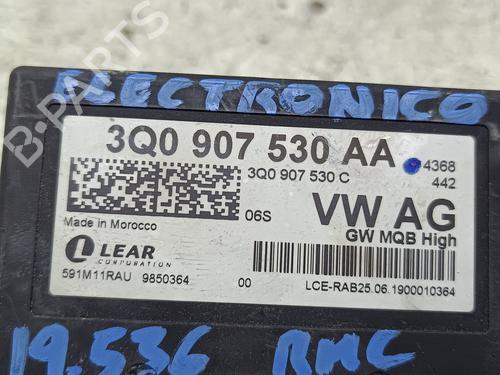 ELECTRONICO
3Q0 907 530 AA 4368
3Q0 907 530 C 442
06S
VW AG
Made in Morocco
GW MQB High
LEAR
CORPORATION
591M11RAU 9850364 00 LCE-RAB25.06.1900010364
19.536 RMC
B-PARTS